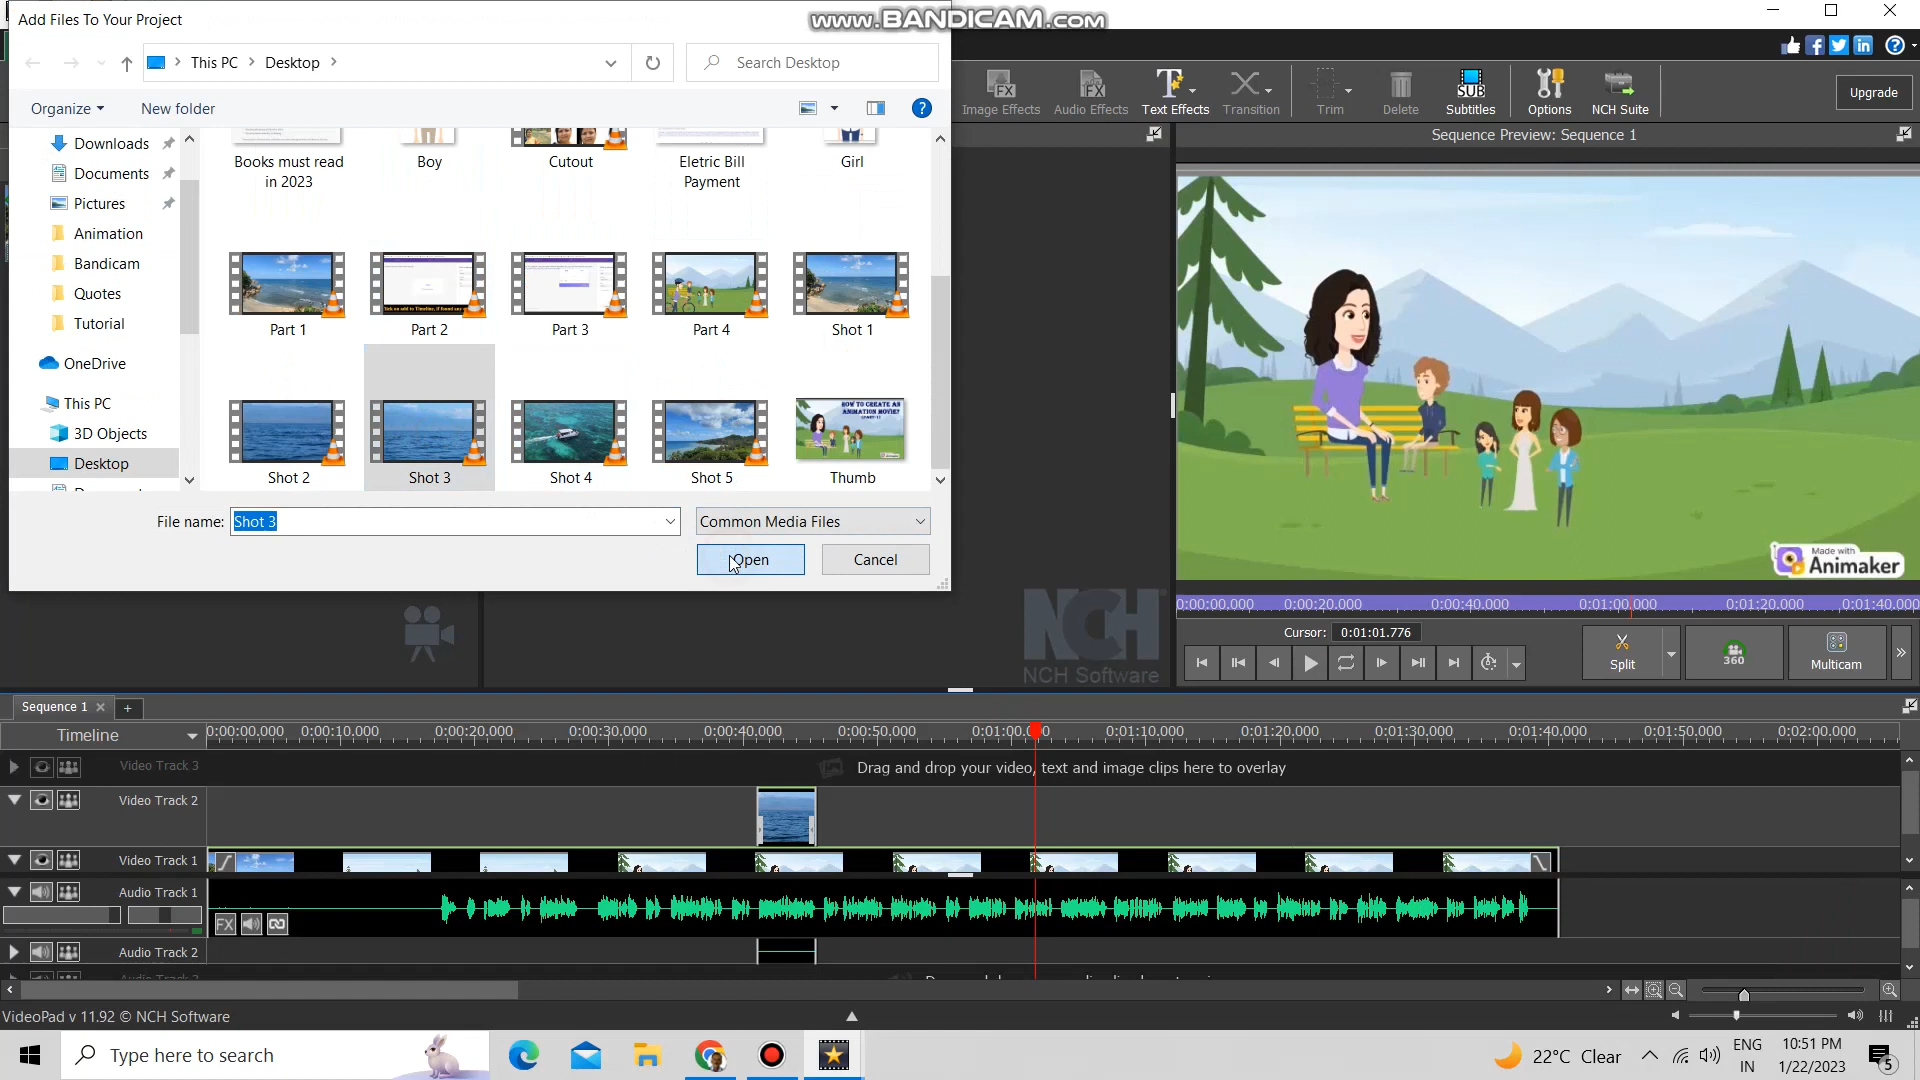 Add Files To Your Project
www.BANDICAM.com
This PC
Desktop
Search Desktop
Organize
New folder
Image Effects
Audio Effects
Text Effects
Transition
Trim
Delete
Subtitles
Options
NCH Suite
Upgrade
Sequence Preview: Sequence 1
Downloads
Documents
Pictures
Animation
Bandicam
Quotes
Tutorial
OneDrive
This PC
3D Objects
Desktop
Books must read
in 2023
Boy
Cutout
Eletric Bill
Payment
Girl
Part 1
Part 2
Part 3
Part 4
Shot 1
Shot 2
Shot 3
Shot 4
Shot 5
Thumb
HOW TO CREATE AN
ANIMATION MOVIE?
File name:
Shot 3
Common Media Files
Open
Cancel
Made with
Animaker
NCH
NCH Software
0:00:00.000
0:00:20.000
0:00:40.000
0:01:00.000
0:01:20.000
0:01:40.000
Cursor:
0:01:01.776
Split
360
Multicam
Sequence 1
Timeline
0:00:00.000
0:00:10.000
0:00:20.000
0:00:30.000
0:00:40.000
0:00:50.000
0:01:10.000
0:01:20.000
0:01:30.000
0:01:40.000
0:01:50.000
0:02:00.000
Video Track 3
Drag and drop your video, text and image clips here to overlay
Video Track 2
Video Track 1
Audio Track 1
FX
Audio Track 2
VideoPad v 11.92 © NCH Software
Type here to search
22°C Clear
ENG
IN
10:51 PM
1/22/2023
5